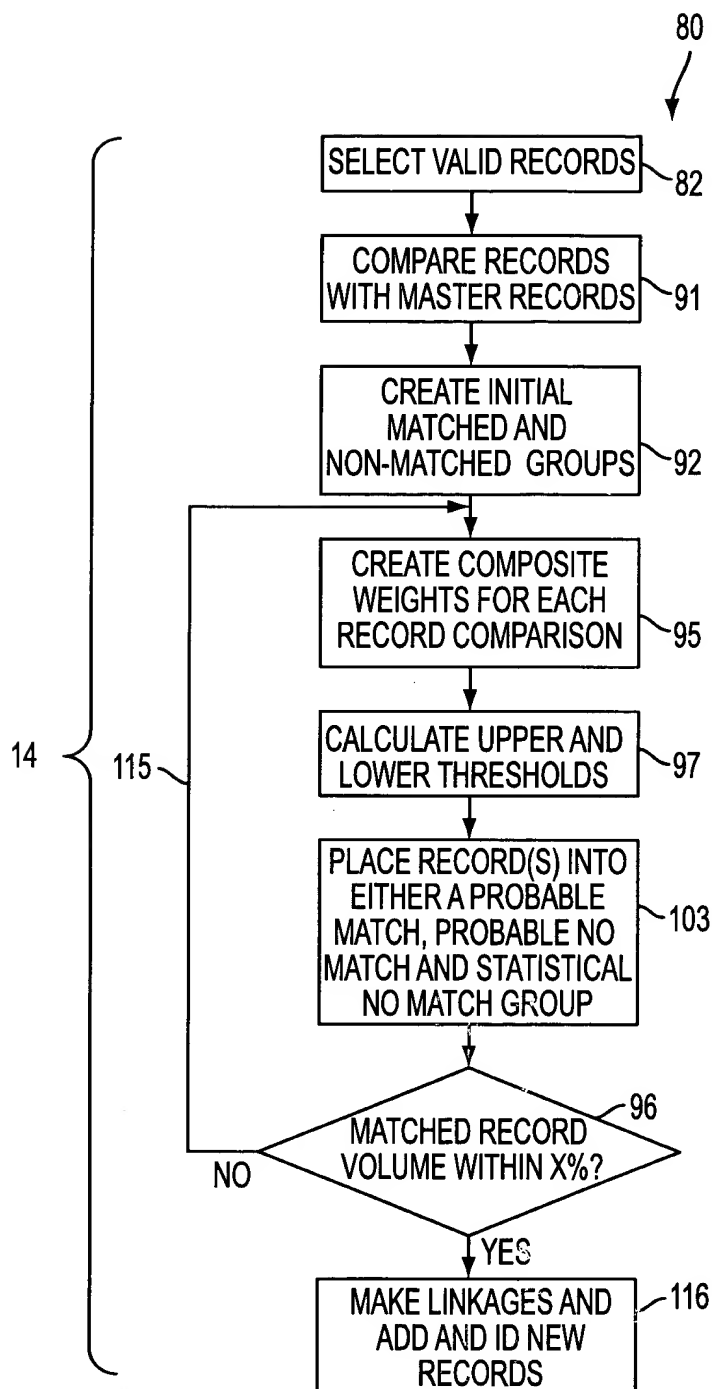 80
SELECT VALID RECORDS
82
COMPARE RECORDS
WITH MASTER RECORDS
91
CREATE INITIAL
MATCHED AND
NON-MATCHED GROUPS
92
CREATE COMPOSITE
WEIGHTS FOR EACH
RECORD COMPARISON
95
14
115
CALCULATE UPPER AND
LOWER THRESHOLDS
97
PLACE RECORD(S) INTO
EITHER A PROBABLE
MATCH, PROBABLE NO
MATCH AND STATISTICAL
NO MATCH GROUP
103
96
MATCHED RECORD
VOLUME WITHIN X%?
NO
YES
MAKE LINKAGES AND
ADD AND ID NEW
RECORDS
116